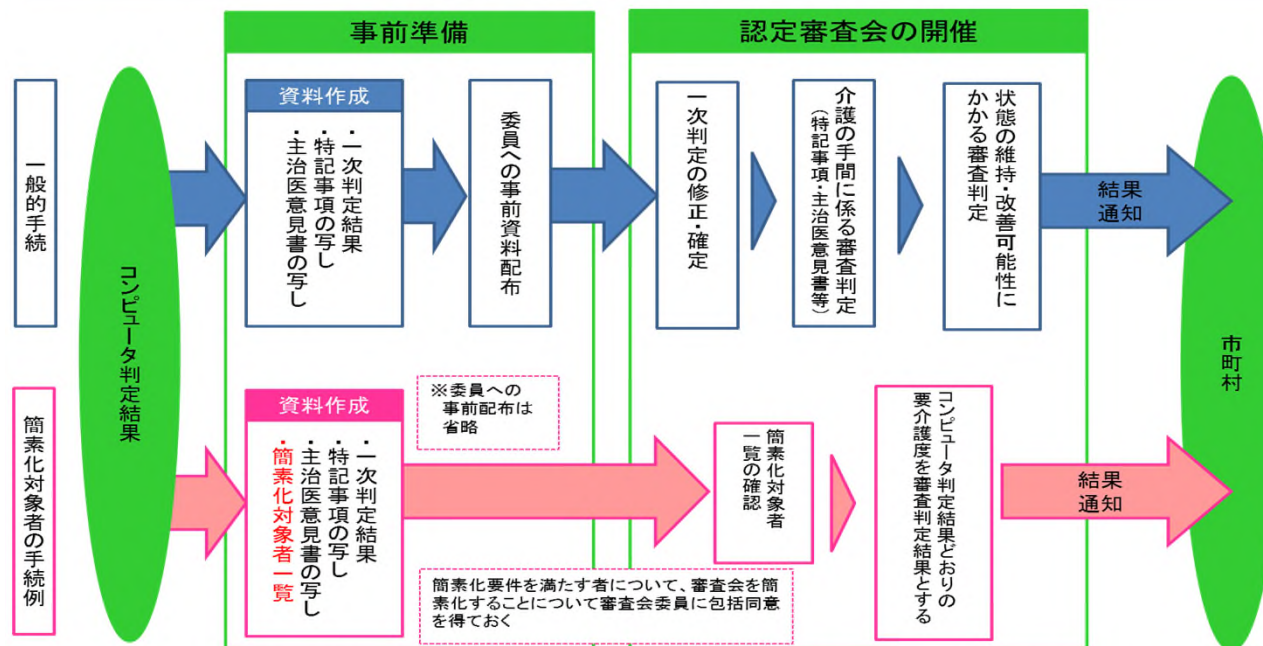 事前準備
認定審査会の開催
一般的手続
コンピュータ判定結果
資料作成
・一次判定結果
・特記事項の写し
・主治医意見書の写し
委員への事前資料配布
一次判定の修正・確定
介護の手間に係る審査判定
(特記事項・主治医意見書等)
状態の維持・改善可能性に
かかる審査判定
結果
通知
市町村
簡素化対象者の手続例
資料作成
・一次判定結果
・特記事項の写し
・主治医意見書の写し
・簡素化対象者一覧
※委員への
事前配布は
省略
簡素化対象者
一覧の確認
コンピュータ判定結果どおりの
要介護度を審査判定結果とする
結果
通知
簡素化要件を満たす者について、審査会を簡
素化することについて審査会委員に包括同意
を得ておく